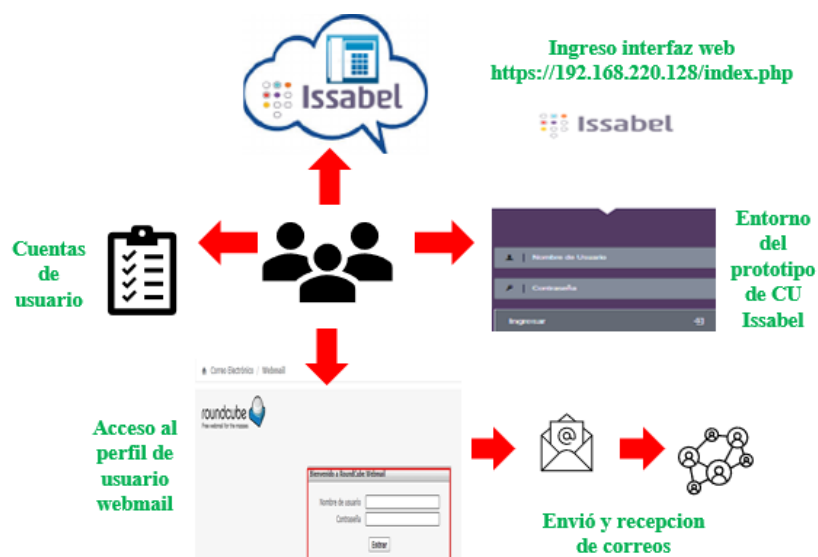 Issabel
Ingreso interfaz web
https://192.168.220.128/index.php
Issabel
Cuentas
de
usuario
Nombre de Usuario
Contraseña
Ingresar
Entorno
del
prototipo
de CU
Issabel
Correo Electrónico / Webmail
roundcube
Free webmail for the masses
Acceso al
perfil de
usuario
webmail
Bienvenido a RoundCube Webmail
Nombre de usuario
Contraseña
Entrar
@
Envió y recepcion
de correos